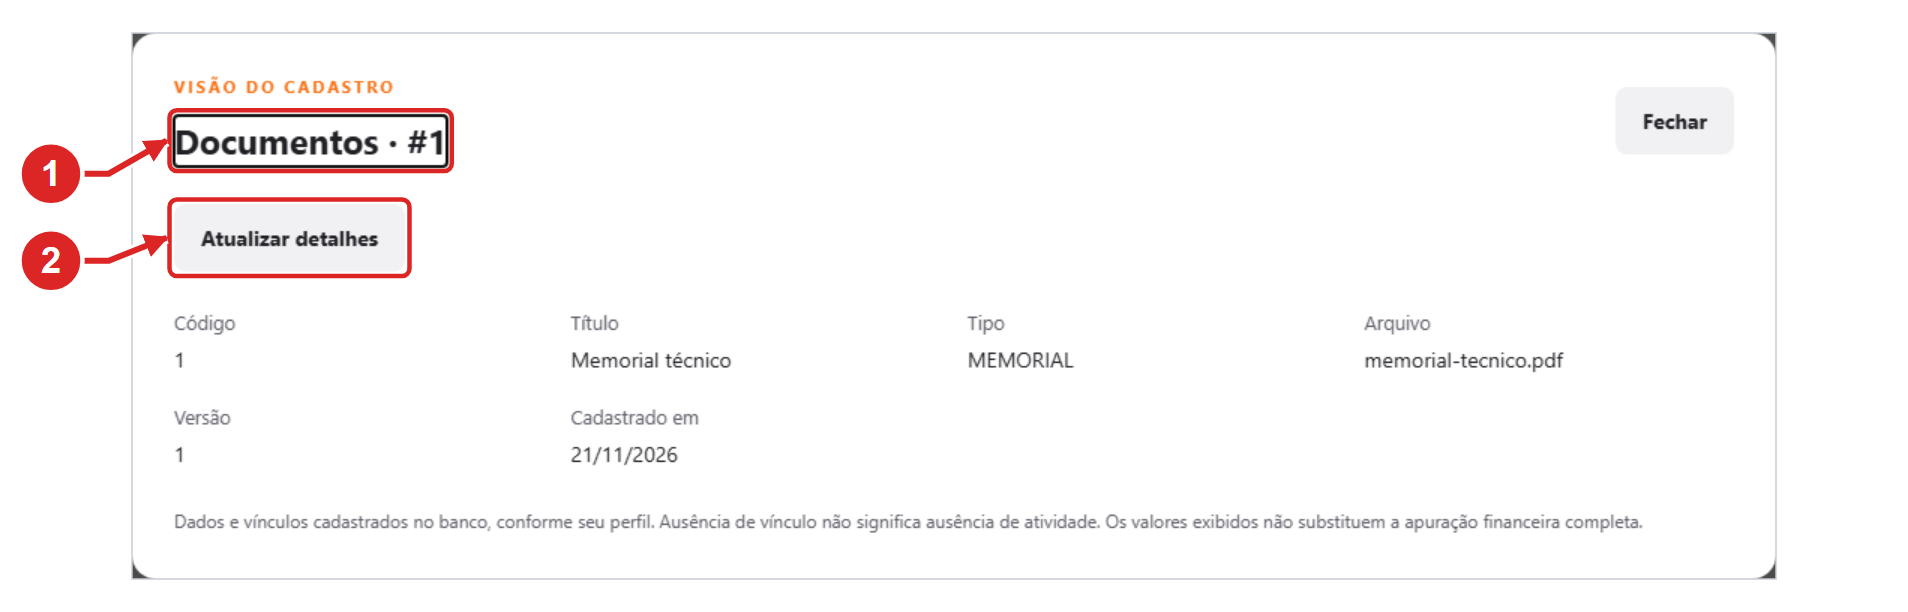 VISÃO DO CADASTRO
Documentos · #1
Fechar
1
Atualizar detalhes
2
Código
Título
Tipo
Arquivo
1
Memorial técnico
MEMORIAL
memorial-tecnico.pdf
Versão
Cadastrado em
1
21/11/2026
Dados e vínculos cadastrados no banco, conforme seu perfil. Ausência de vínculo não significa ausência de atividade. Os valores exibidos não substituem a apuração financeira completa.